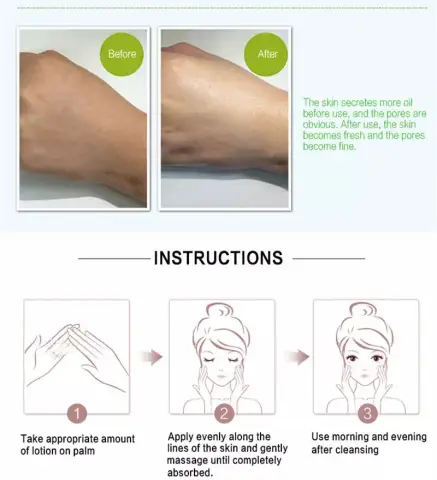 Before
After
The skin secretes more oil
before use, and the pores are
obvious. After use, the skin
becomes fresh and the pores
become fine.
INSTRUCTIONS
1
Take appropriate amount
of lotion on palm
2
Apply evenly along the
lines of the skin and gently
massage until completely
absorbed.
3
Use morning and evening
after cleansing